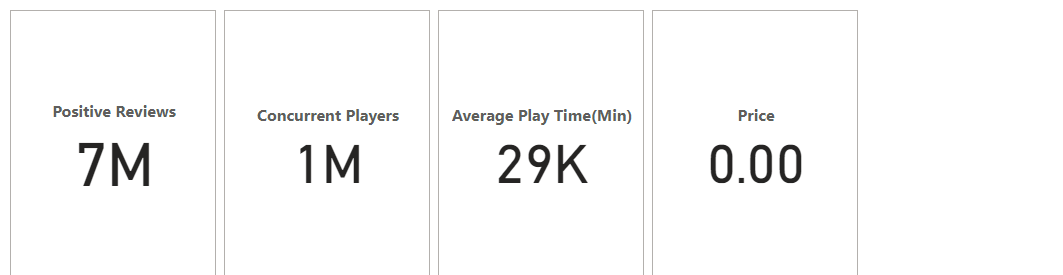 Positive Reviews
7M
Concurrent Players
1M
Average Play Time(Min)
29K
Price
0.00